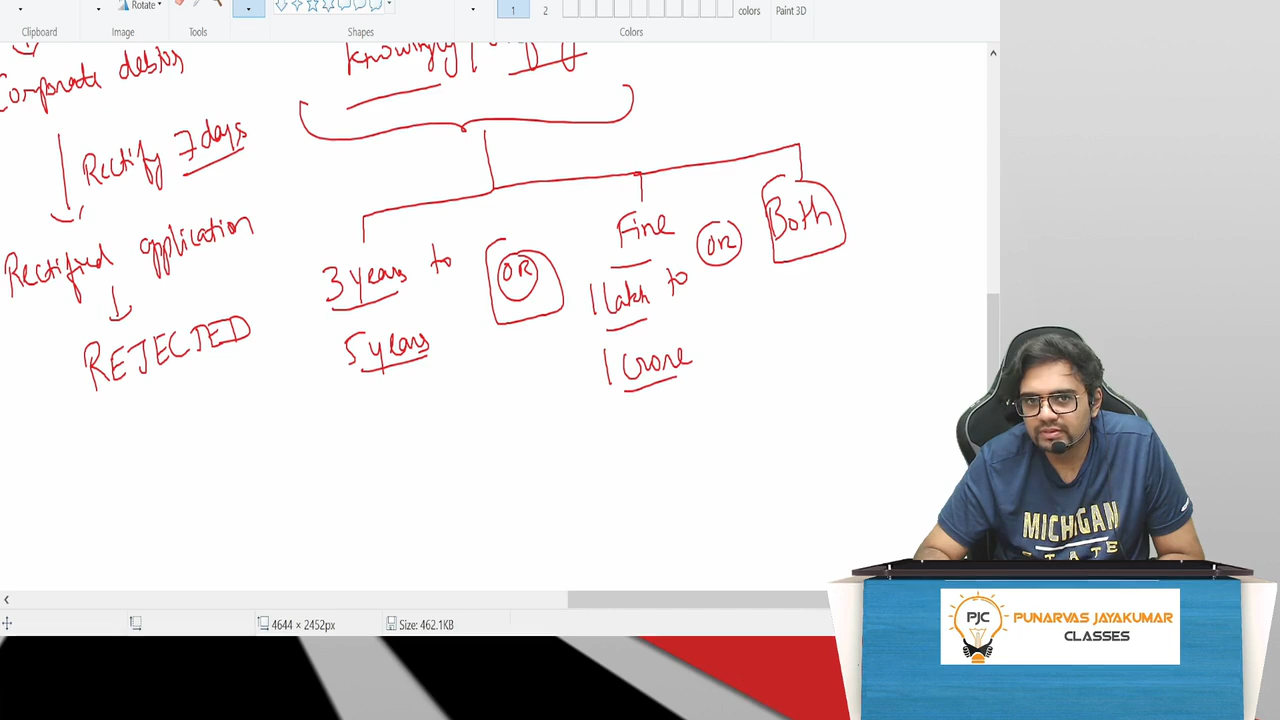 Rotate
Clipboard
Image
Tools
Shapes
1
2
colors
Colors
Paint 3D
Corporate debtor
Rectify 7 days
Rectified application
REJECTED
knowingly
3 years to
5 years
OR
Fine
1 lakh to
1 crore
OR
Both
4644 × 2452px
Size: 462.1KB
MICHIGAN
STATE
PJC
PUNARVAS JAYAKUMAR
CLASSES